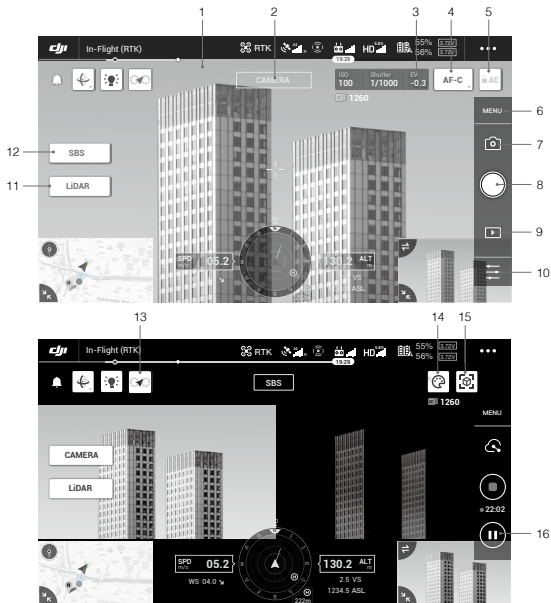 1
2
3
4
5
dji In-Flight (RTK) RTK HD 55% 3.72V
56% 3.72V
19:29
CAMERA
ISO Shutter EV
100 1/1000 -0.3
AF-C AE
1260
MENU 6
7
12 SBS
11 LiDAR
8
9
SPD 05.2 130.2 ALT
m/s m
VS
ASL
10
13
14
15
dji In-Flight (RTK) RTK HD 55% 3.72V
56% 3.72V
19:29
SBS
1260
MENU
CAMERA
LiDAR
22:02
16
SPD 05.2 130.2 ALT
m/s m
WS 04.0 2.5 VS
1234.5 ASL
222m